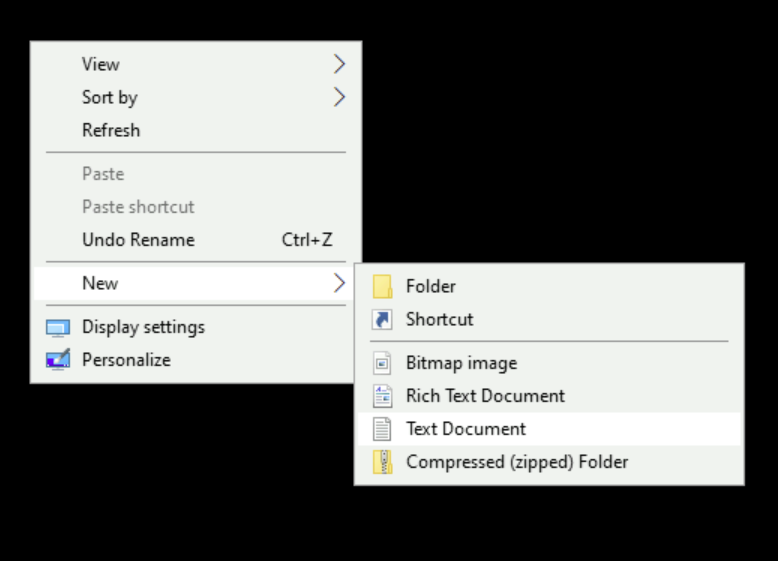 View
Sort by
Refresh
Paste
Paste shortcut
Undo Rename Ctrl+Z
New
Display settings
Personalize
Folder
Shortcut
Bitmap image
Rich Text Document
Text Document
Compressed (zipped) Folder